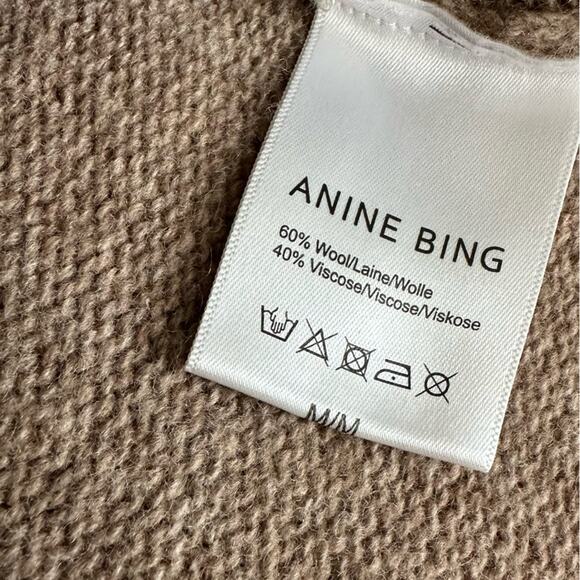 ANINE BING
60% Wool/Laine/Wolle
40% Viscose/Viscose/Viskose
M/M